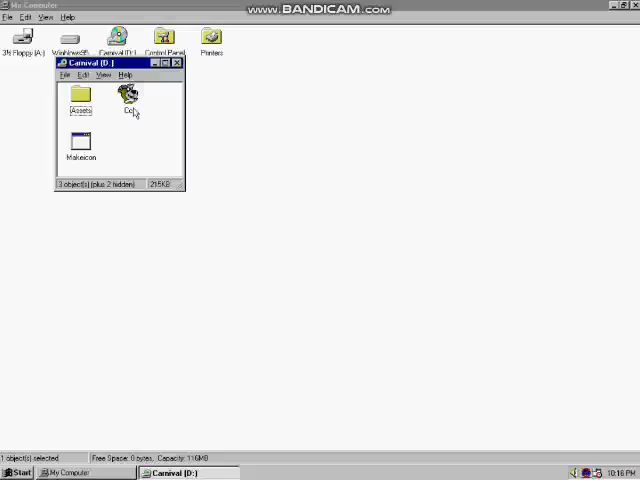 My Computer
WWW.BANDICAM.COM
File Edit View Help
3½ Floppy (A:) Carnival (D:) Control Panel Printers
Carnival (D:)
File Edit View Help
Assets
Makeicon
3 object(s) (plus 2 hidden) 215KB
1 object(s) selected Free Space: 0 bytes, Capacity: 116MB
Start My Computer Carnival (D:) 10:16 PM